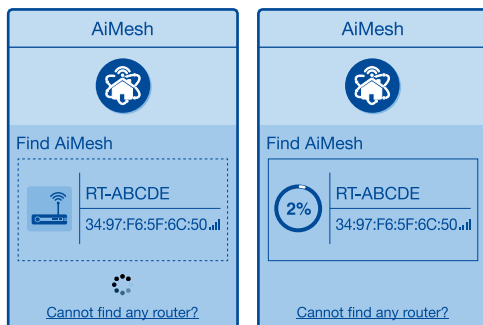 AiMesh
Find AiMesh
RT-ABCDE
34:97:F6:5F:6C:50
Cannot find any router?
AiMesh
Find AiMesh
2%
RT-ABCDE
34:97:F6:5F:6C:50
Cannot find any router?